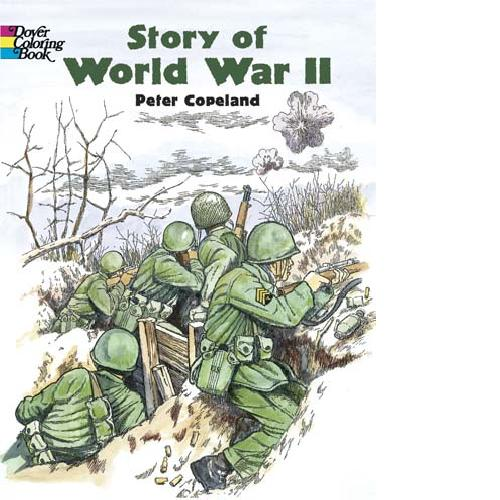 Dover
Coloring
Book
Story of
World War II
Peter Copeland